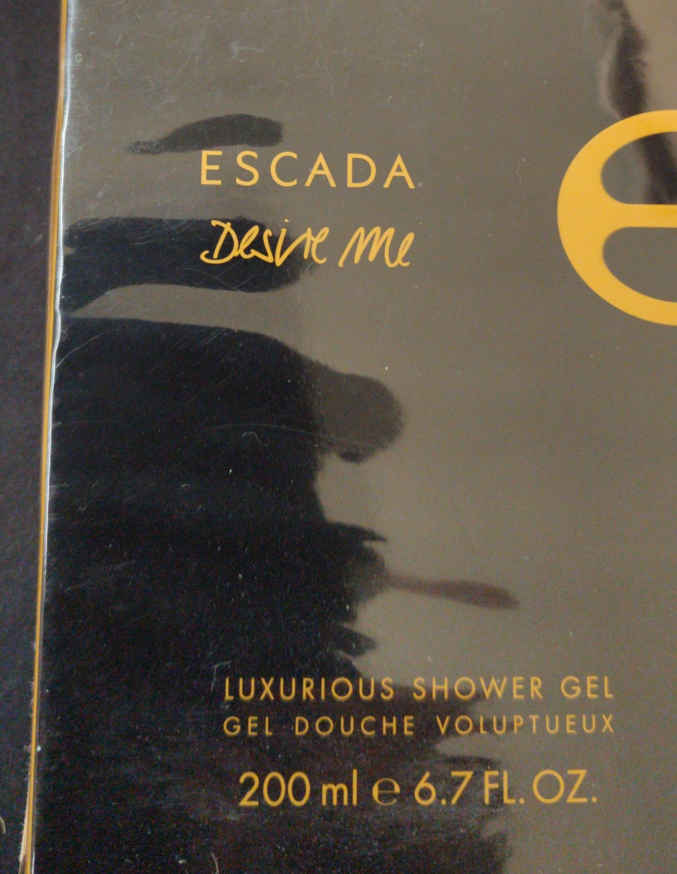 ESCADA
Desire Me
e
LUXURIOUS SHOWER GEL
GEL DOUCHE VOLUPTUEUX
200 ml ℮ 6.7 FL. OZ.